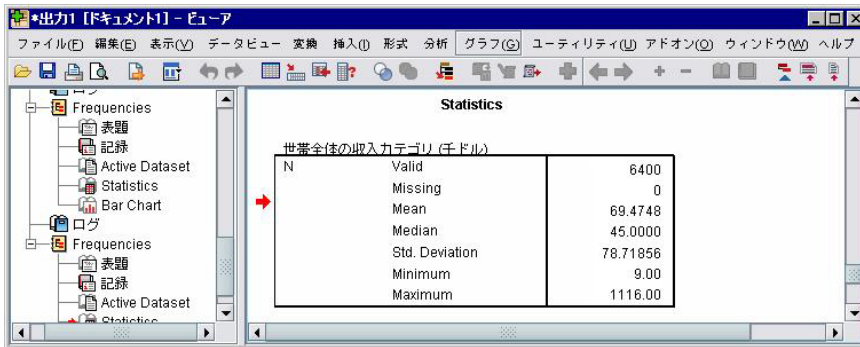 *出力1 [ドキュメント1] - ビューア
ファイル(F) 編集(E) 表示(V) データビュー 変換 挿入(I) 形式 分析 グラフ(G) ユーティリティ(U) アドオン(O) ウィンドウ(W) ヘルプ
ログ
Frequencies
表題
記録
Active Dataset
Statistics
Bar Chart
ログ
Frequencies
表題
記録
Active Dataset
Statistics
Statistics
世帯全体の収入カテゴリ (千ドル)
N Valid 6400
Missing 0
Mean 69.4748
Median 45.0000
Std. Deviation 78.71856
Minimum 9.00
Maximum 1116.00